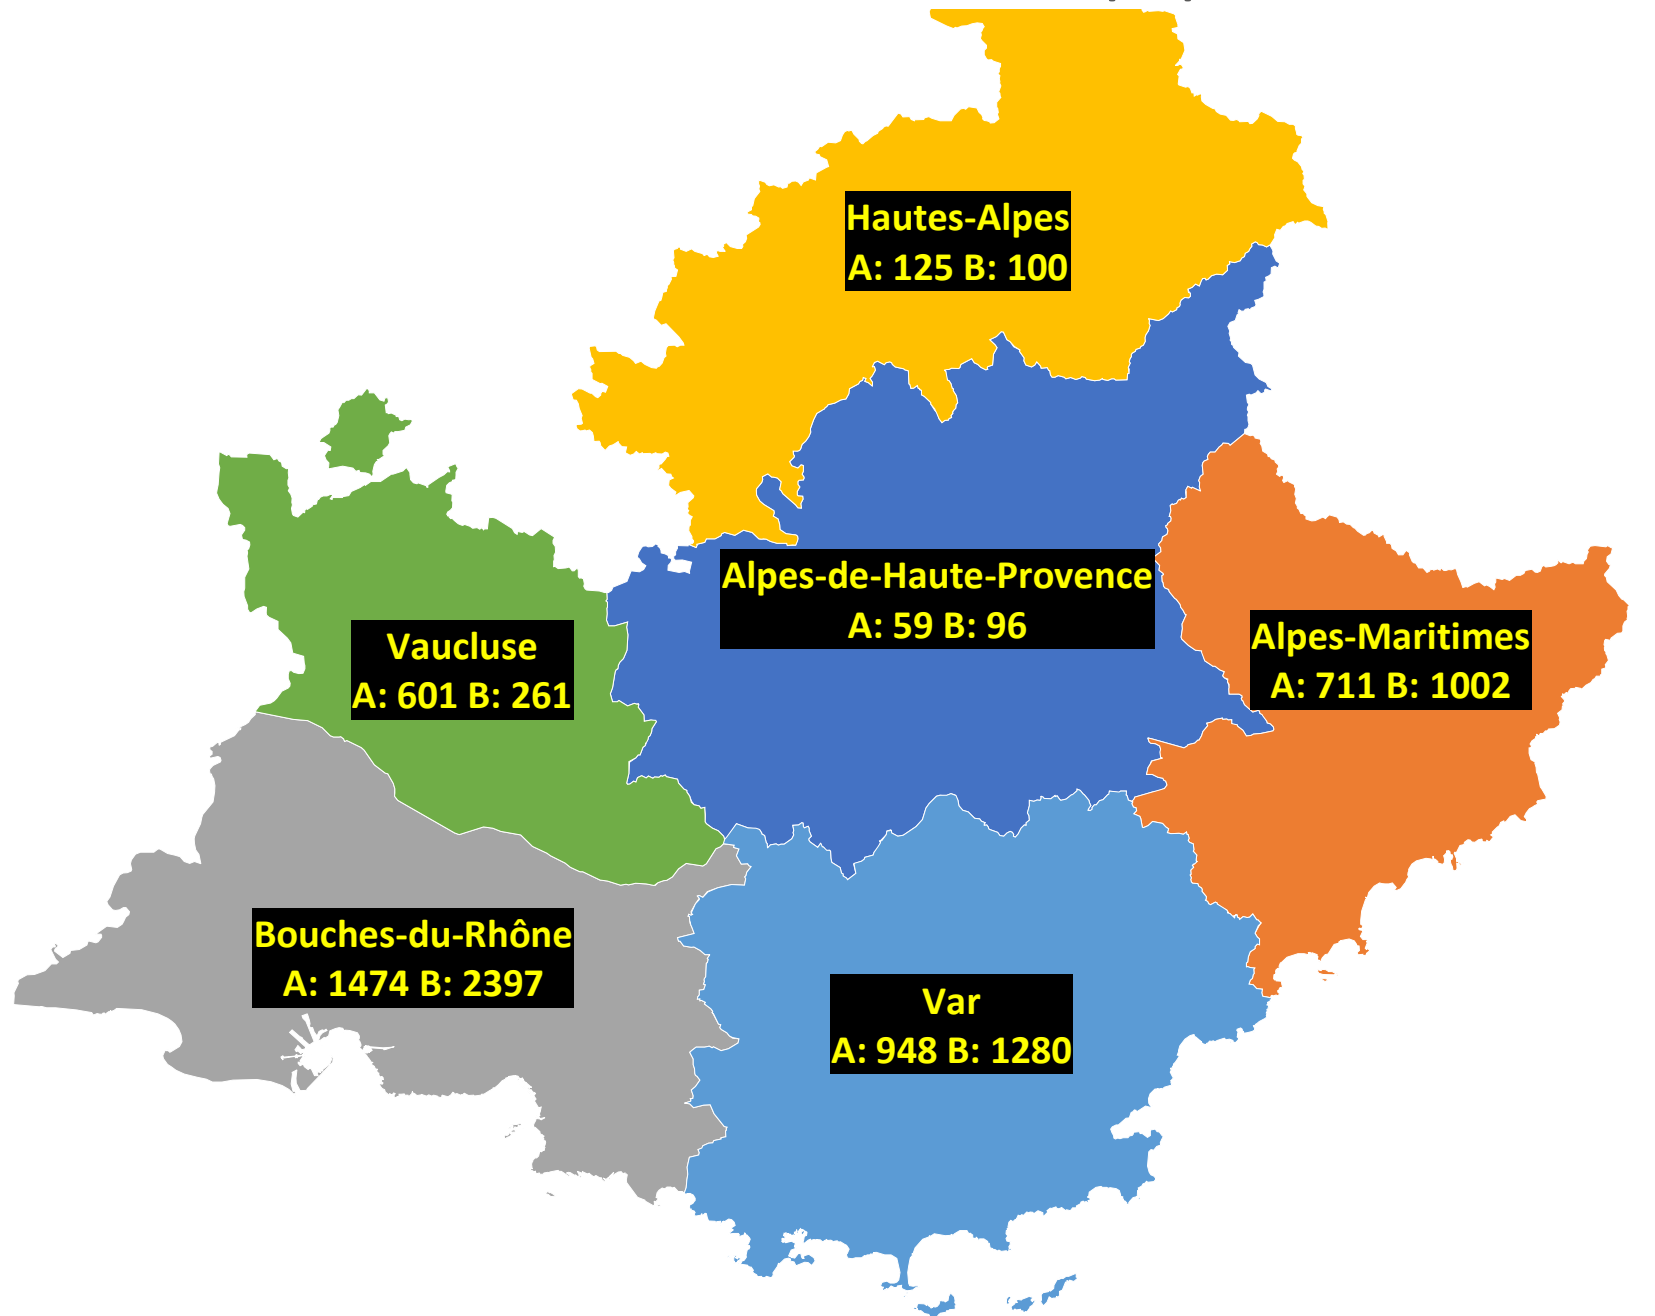 Hautes-Alpes
A: 125 B: 100
Alpes-de-Haute-Provence
A: 59 B: 96
Alpes-Maritimes
A: 711 B: 1002
Vaucluse
A: 601 B: 261
Bouches-du-Rhône
A: 1474 B: 2397
Var
A: 948 B: 1280